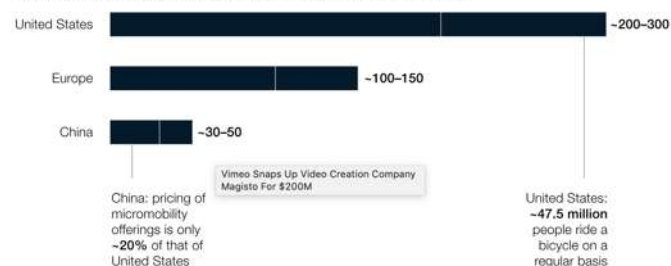 United States ~200–300
Europe ~100–150
China ~30–50
Vimeo Snaps Up Video Creation Company
Magisto For $200M
China: pricing of
micromobility
offerings is only
~20% of that of
United States
United States:
~47.5 million
people ride a
bicycle on a
regular basis